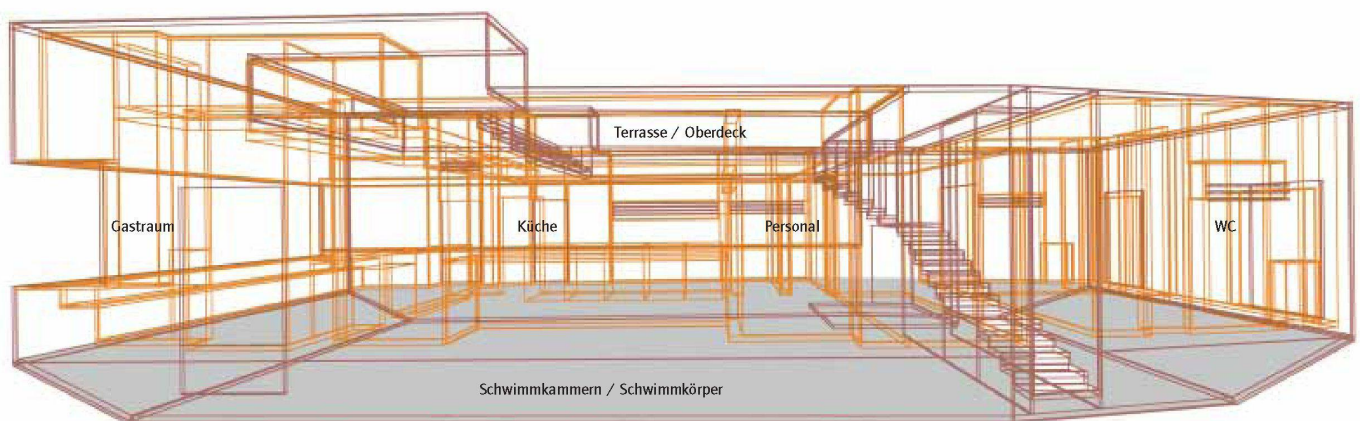 Terrasse / Oberdeck
Gastraum
Küche
Personal
WC
Schwimmkammern / Schwimmkörper